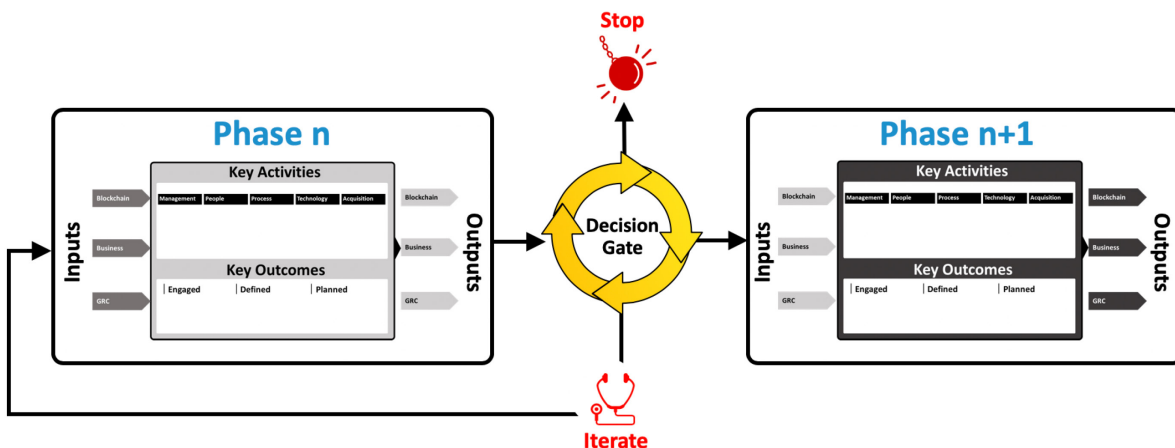 Stop
Phase n
Key Activities
Management People Process Technology Acquisition
Inputs
Blockchain
Business
GRC
Key Outcomes
Engaged Defined Planned
Blockchain
Business
GRC
Outputs
Decision
Gate
Iterate
Phase n+1
Key Activities
Management People Process Technology Acquisition
Inputs
Blockchain
Business
GRC
Key Outcomes
Engaged Defined Planned
Blockchain
Business
GRC
Outputs